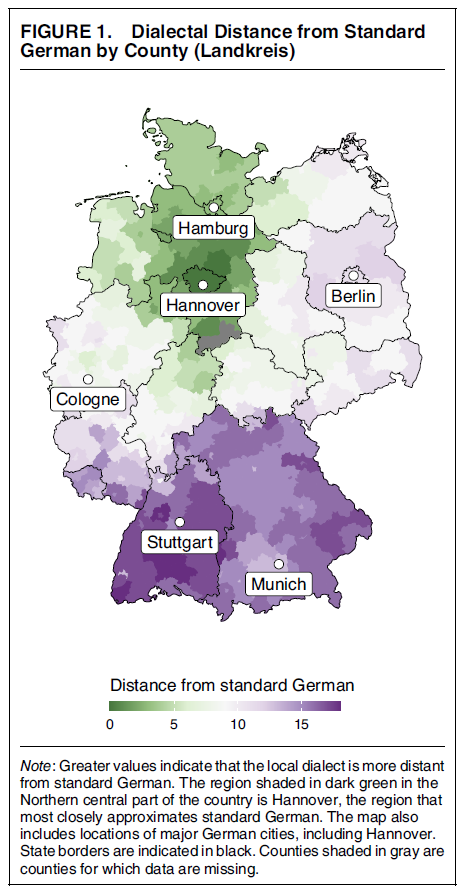 FIGURE 1. Dialectal Distance from Standard
German by County (Landkreis)
Hamburg
Hannover
Berlin
Cologne
Stuttgart
Munich
Distance from standard German
0 5 10 15
Note: Greater values indicate that the local dialect is more distant
from standard German. The region shaded in dark green in the
Northern central part of the country is Hannover, the region that
most closely approximates standard German. The map also
includes locations of major German cities, including Hannover.
State borders are indicated in black. Counties shaded in gray are
counties for which data are missing.